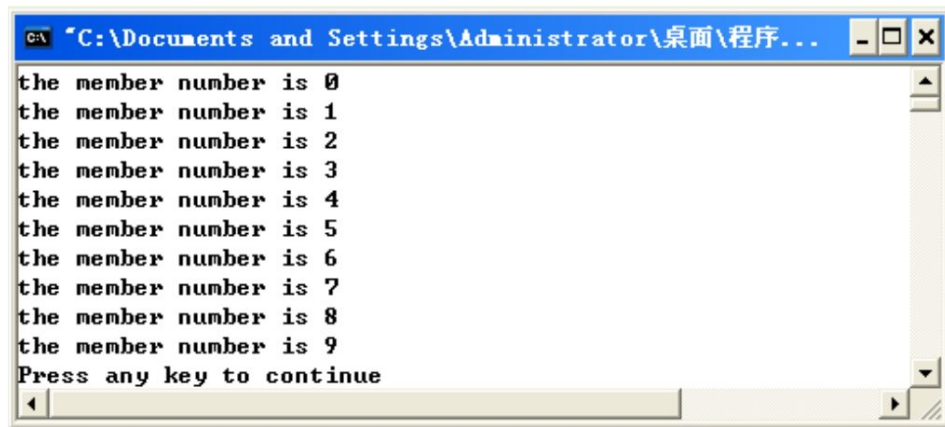 "C:\Documents and Settings\Administrator\桌面\程序...
the member number is 0
the member number is 1
the member number is 2
the member number is 3
the member number is 4
the member number is 5
the member number is 6
the member number is 7
the member number is 8
the member number is 9
Press any key to continue